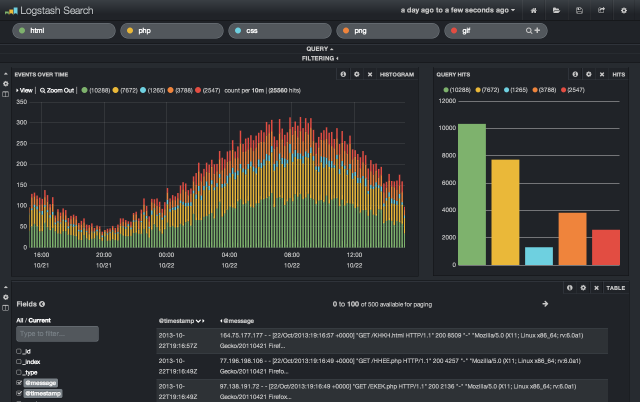 Logstash Search
a day ago to a few seconds ago
html
php
css
png
gif
QUERY
FILTERING
EVENTS OVER TIME
HISTOGRAM
View | Zoom Out | (10288) (7672) (1265) (3788) (2547) count per 10m | (25560 hits)
350
300
250
200
150
100
50
0
16:00 20:00 00:00 04:00 08:00 12:00
10/21 10/21 10/22 10/22 10/22 10/22
QUERY HITS
HITS
(10288) (7672) (1265) (3788) (2547)
12000
10000
8000
6000
4000
2000
0
TABLE
Fields
All / Current
Type to filter...
_id
_index
_type
@message
@timestamp
0 to 100 of 500 available for paging
@timestamp @message
2013-10-22T19:16:57Z
164.75.177.177 - - [22/Oct/2013:19:16:57 +0000] "GET /KHKH.html HTTP/1.1" 200 8509 "-" "Mozilla/5.0 (X11; Linux x86_64; rv:6.0a1)
Gecko/20110421 Firef...
2013-10-22T19:16:49Z
77.196.198.106 - - [22/Oct/2013:19:16:49 +0000] "GET /HHEE.php HTTP/1.1" 200 4257 "-" "Mozilla/5.0 (X11; Linux x86_64; rv:6.0a1)
Gecko/20110421 Firef...
2013-10-22T19:16:49Z
97.138.191.72 - - [22/Oct/2013:19:16:49 +0000] "GET /EKEK.php HTTP/1.1" 200 2136 "-" "Mozilla/5.0 (X11; Linux x86_64; rv:6.0a1)
Gecko/20110421 Firefox...